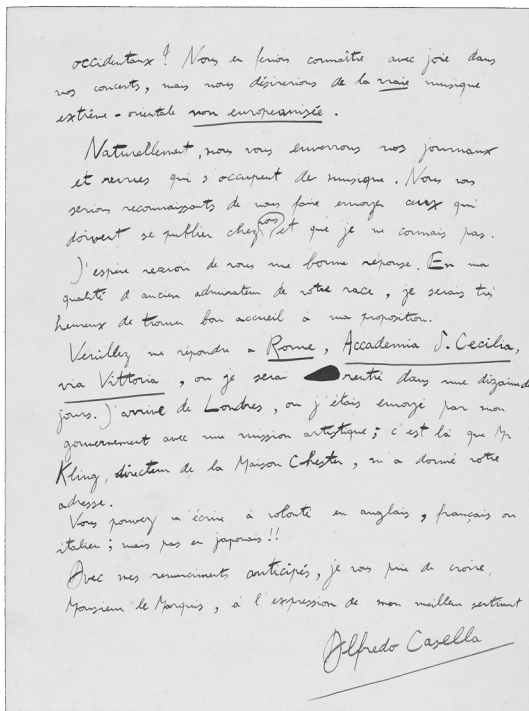 occidentaux ? Nous en ferions connaître avec joie dans
nos concerts, mais nous désirerions de la vraie musique
extrême-orientale non europeanisée.
Naturellement, nous vous enverrons nos journaux
et revues qui s'occupent de musique. Nous vos
serions reconnaissants de nous faire envoyer ceux qui
doivent se publier chez vous et que je ne connais pas.
J'espère recevoir de vous une bonne réponse. En ma
qualité d'ancien admirateur de votre race, je serais très
heureux de trouver bon accueil à ma proposition.
Veuillez me répondre a Rome, Accademia S. Cecilia,
via Vittoria, ou je serai rentré dans une dizaine de
jours. J'arrive de Londres, ou j'étais envoyé par mon
gouvernement avec une mission artistique ; c'est là que Mr
Kling, directeur de la Maison Chester, m'a donné votre
adresse.
Vous pouvez m'écrire à volonté en anglais, français ou
italien ; mais pas en japonais !!
Avec mes remerciments anticipés, je vous prie de croire,
Monsieur le Marquis, à l'expression de mon meilleur sentiment
Alfredo Casella